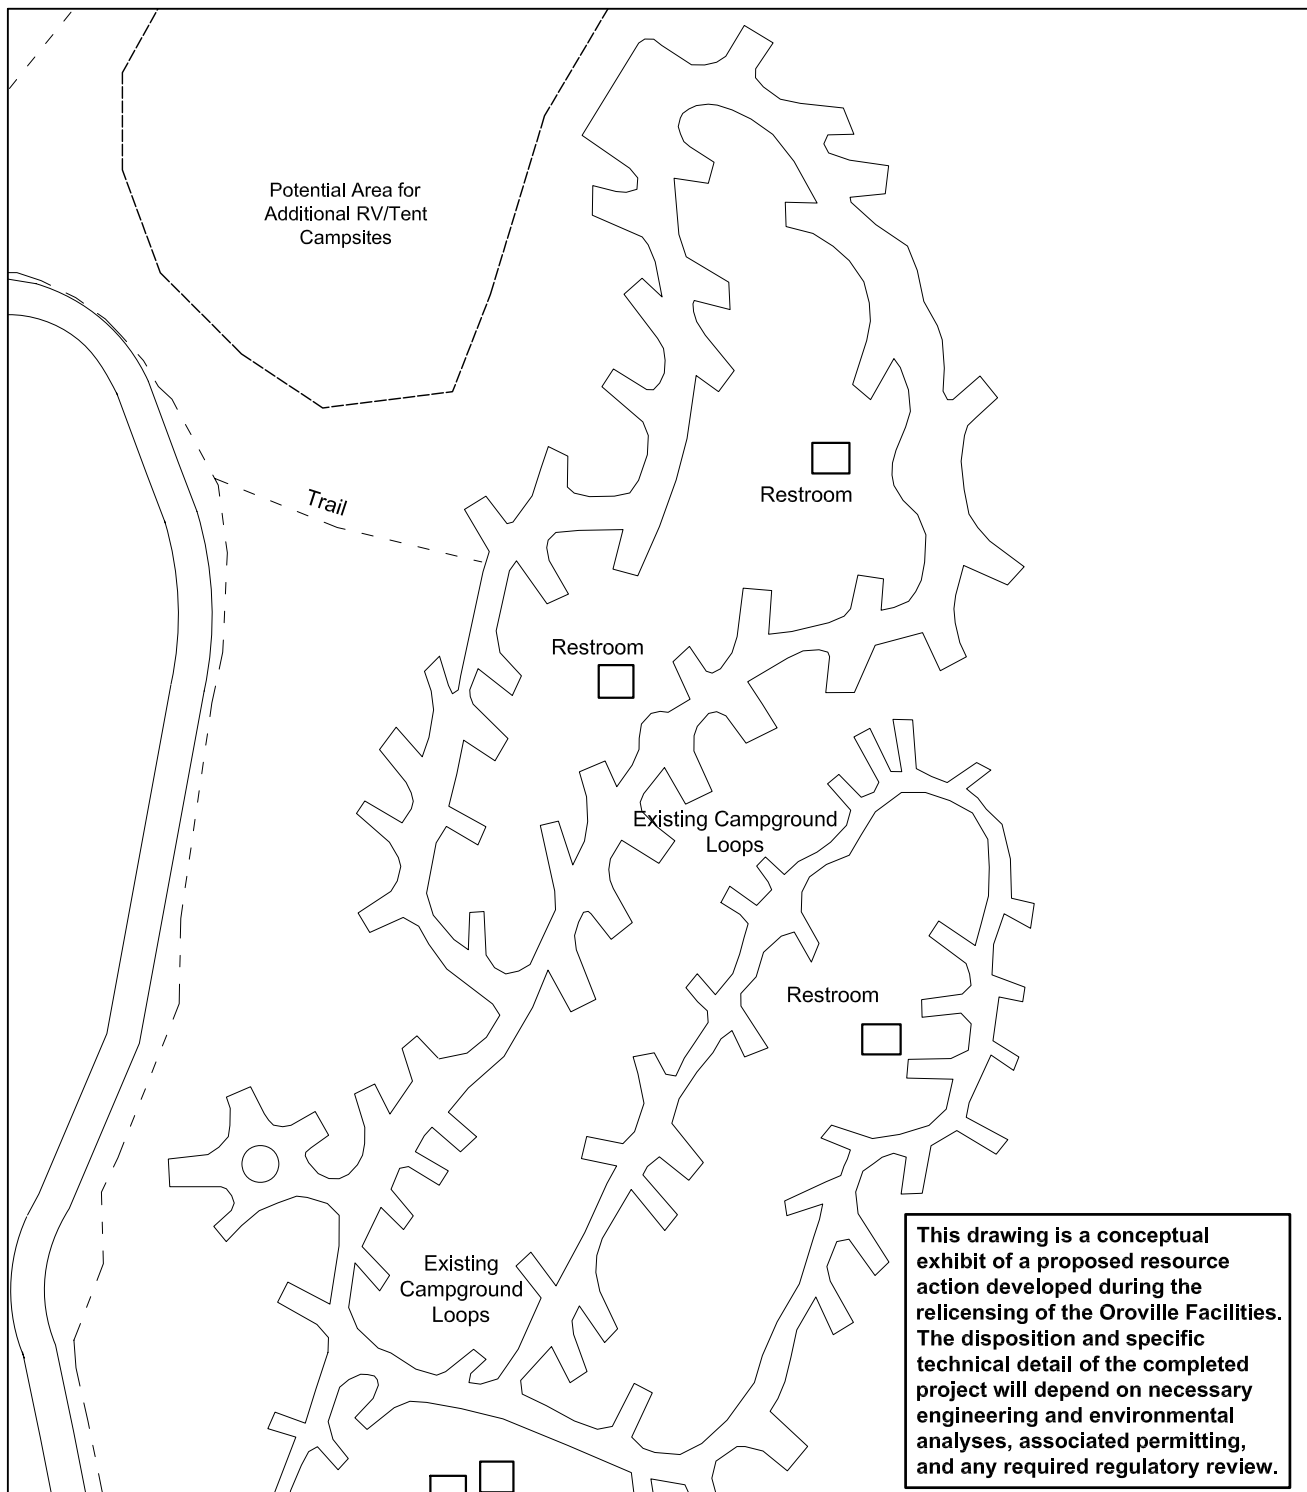 Potential Area for
Additional RV/Tent
Campsites
Trail
Restroom
Restroom
Existing Campground
Loops
Restroom
Existing
Campground
Loops
This drawing is a conceptual
exhibit of a proposed resource
action developed during the
relicensing of the Oroville Facilities.
The disposition and specific
technical detail of the completed
project will depend on necessary
engineering and environmental
analyses, associated permitting,
and any required regulatory review.